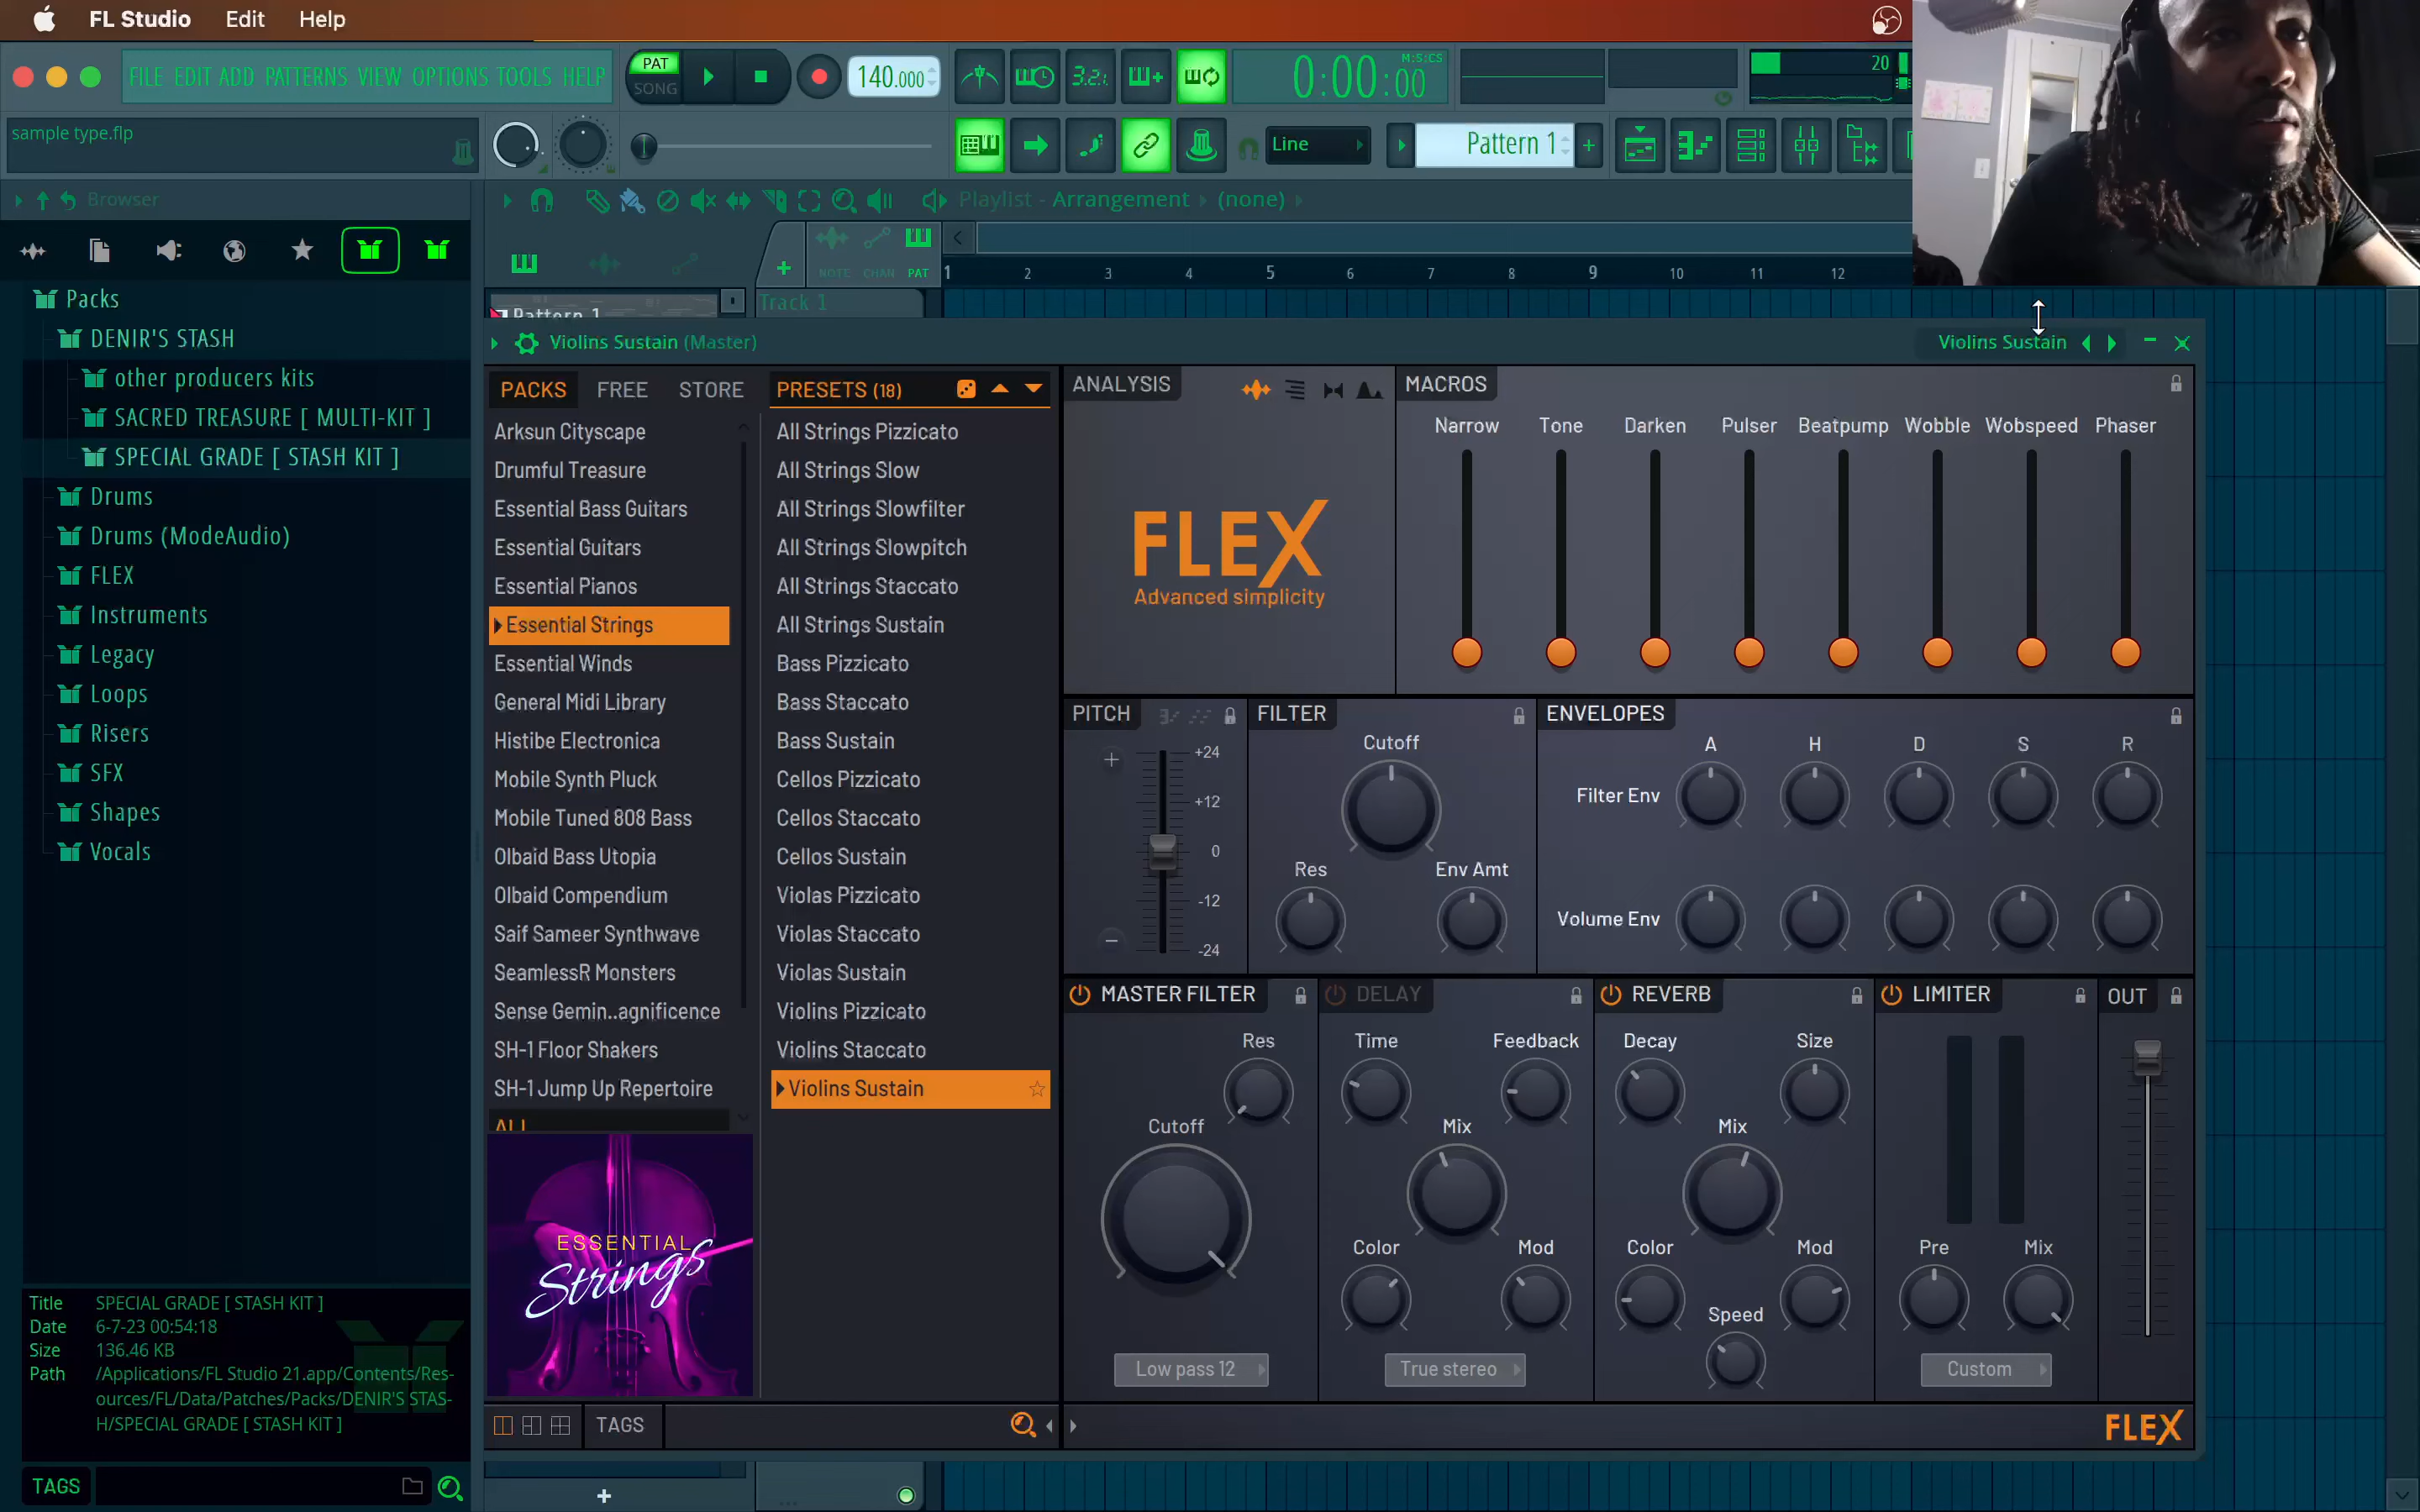 FL Studio Edit Help
FILE EDIT ADD PATTERNS VIEW OPTIONS TOOLS HELP
PAT
SONG
140.000
3.2.
M:S:CS
0:00:00
20
sample type.flp
Line
Pattern 1
Browser
Playlist - Arrangement (none)
NOTE CHAN PAT
1 2 3 4 5 6 7 8 9 10 11 12
Pattern 1
Track 1
Packs
DENIR'S STASH
other producers kits
SACRED TREASURE [ MULTI-KIT ]
SPECIAL GRADE [ STASH KIT ]
Drums
Drums (ModeAudio)
FLEX
Instruments
Legacy
Loops
Risers
SFX
Shapes
Vocals
Title SPECIAL GRADE [ STASH KIT ]
Date 6-7-23 00:54:18
Size 136.46 KB
Path /Applications/FL Studio 21.app/Contents/Res-
ources/FL/Data/Patches/Packs/DENIR'S STAS-
H/SPECIAL GRADE [ STASH KIT ]
TAGS
Violins Sustain (Master)
Violins Sustain
PACKS FREE STORE
Arksun Cityscape
Drumful Treasure
Essential Bass Guitars
Essential Guitars
Essential Pianos
Essential Strings
Essential Winds
General Midi Library
Histibe Electronica
Mobile Synth Pluck
Mobile Tuned 808 Bass
Olbaid Bass Utopia
Olbaid Compendium
Saif Sameer Synthwave
SeamlessR Monsters
Sense Gemin..agnificence
SH-1 Floor Shakers
SH-1 Jump Up Repertoire
ALL
ESSENTIAL
Strings
TAGS
PRESETS (18)
All Strings Pizzicato
All Strings Slow
All Strings Slowfilter
All Strings Slowpitch
All Strings Staccato
All Strings Sustain
Bass Pizzicato
Bass Staccato
Bass Sustain
Cellos Pizzicato
Cellos Staccato
Cellos Sustain
Violas Pizzicato
Violas Staccato
Violas Sustain
Violins Pizzicato
Violins Staccato
Violins Sustain
ANALYSIS
FLEX
Advanced simplicity
MACROS
Narrow Tone Darken Pulser Beatpump Wobble Wobspeed Phaser
PITCH
+24
+12
0
-12
-24
FILTER
Cutoff
Res Env Amt
ENVELOPES
A H D S R
Filter Env
Volume Env
MASTER FILTER
Res
Cutoff
Low pass 12
DELAY
Time Feedback
Mix
Color Mod
True stereo
REVERB
Decay Size
Mix
Color Mod
Speed
LIMITER
Pre Mix
Custom
OUT
FLEX